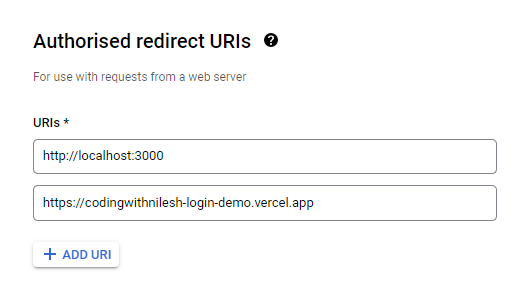 Authorised redirect URIs ?
For use with requests from a web server
URIs *
http://localhost:3000
https://codingwithnilesh-login-demo.vercel.app
+ ADD URI